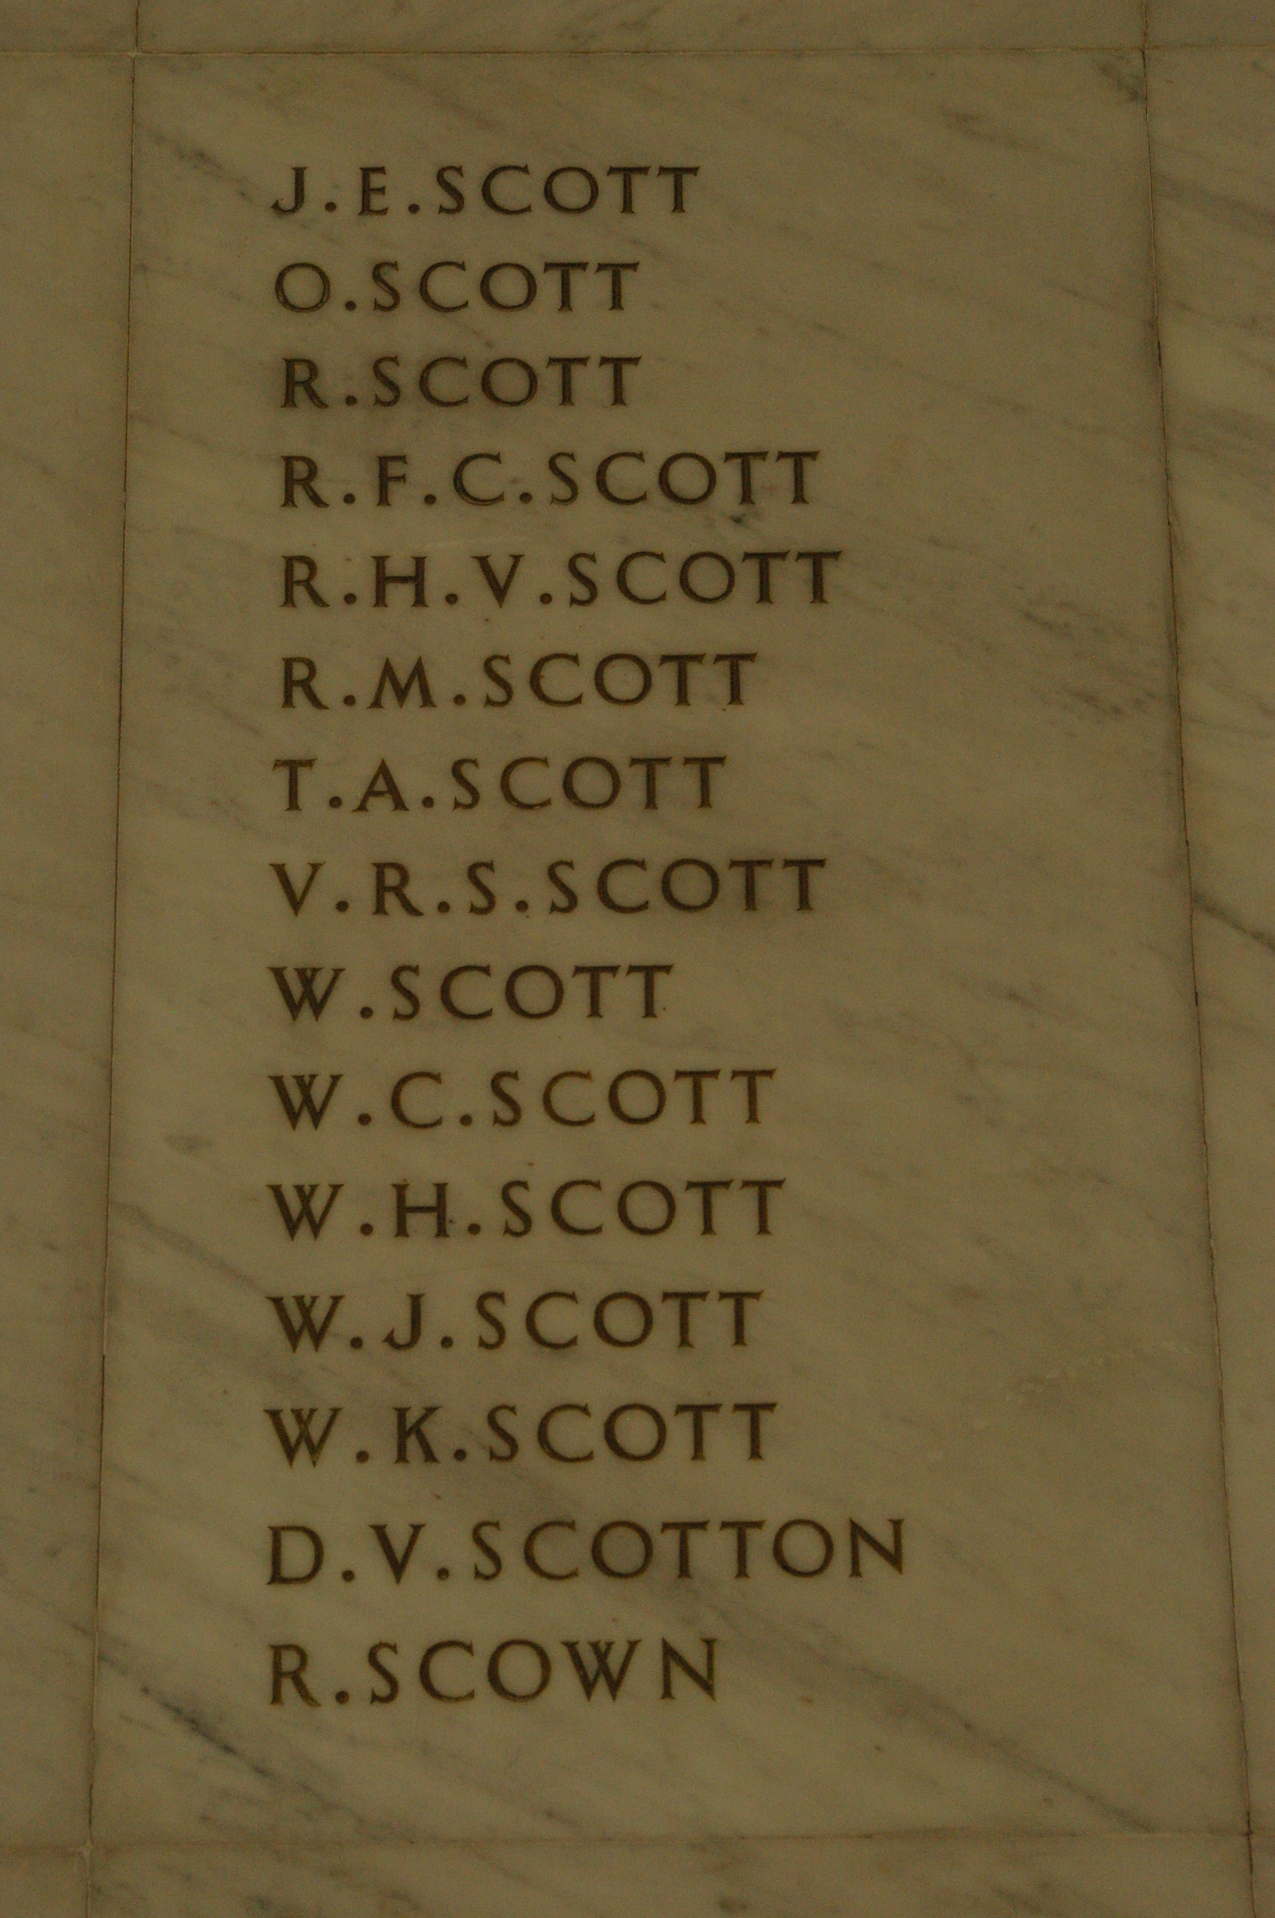 J.E.SCOTT
O.SCOTT
R.SCOTT
R.F.C.SCOTT
R.H.V.SCOTT
R.M.SCOTT
T.A.SCOTT
V.R.S.SCOTT
W.SCOTT
W.C.SCOTT
W.H.SCOTT
W.J.SCOTT
W.K.SCOTT
D.V.SCOTTON
R.SCOWN